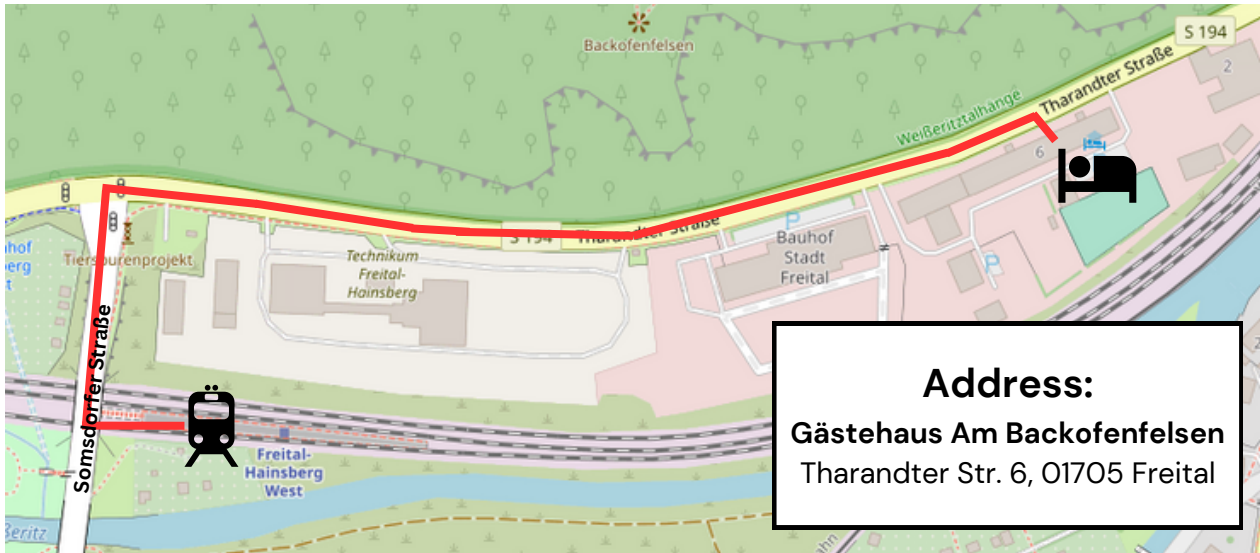 S 194
Backofenfelsen
2
Tharandter Straße
Weißeritztalhänge
6
S 194
Tharandter Straße
P
Tierspurenprojekt
Technikum
Freital-
Hainsberg
Bauhof
Stadt
Freital
P
Somsdorfer Straße
Freital-
Hainsberg
West
Address:
Gästehaus Am Backofenfelsen
Tharandter Str. 6, 01705 Freital